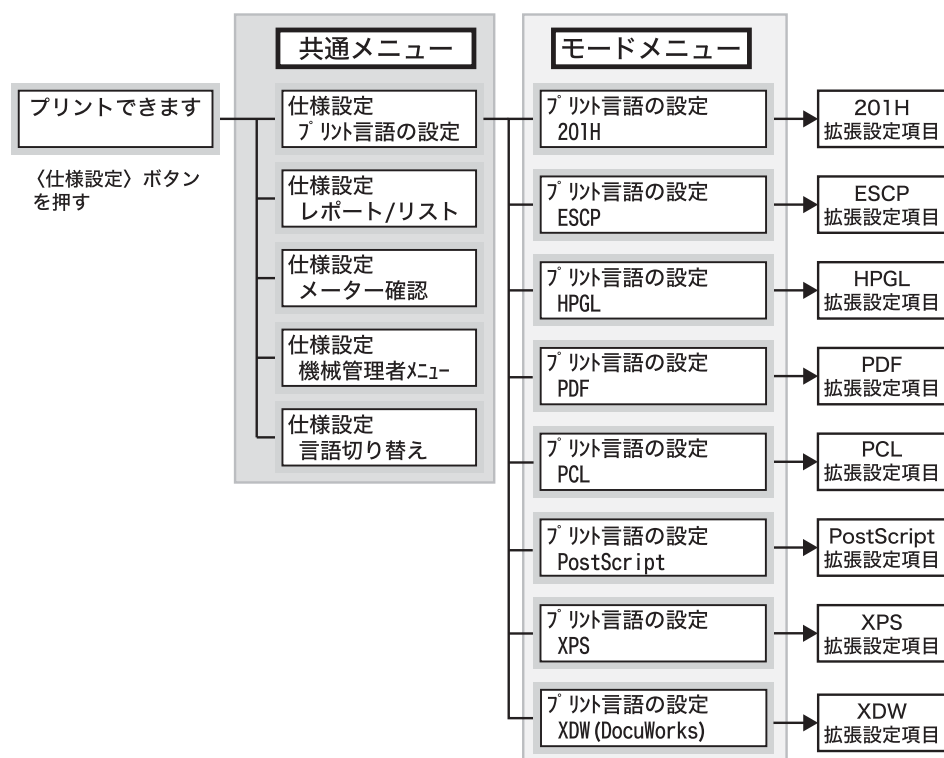 共通メニュー
モードメニュー
プリントできます
〈仕様設定〉ボタン
を押す
仕様設定
ﾌﾟﾘﾝﾄ言語の設定
仕様設定
レポート/リスト
仕様設定
メーター確認
仕様設定
機械管理者ﾒﾆｭｰ
仕様設定
言語切り替え
ﾌﾟﾘﾝﾄ言語の設定
201H
ﾌﾟﾘﾝﾄ言語の設定
ESCP
ﾌﾟﾘﾝﾄ言語の設定
HPGL
ﾌﾟﾘﾝﾄ言語の設定
PDF
ﾌﾟﾘﾝﾄ言語の設定
PCL
ﾌﾟﾘﾝﾄ言語の設定
PostScript
ﾌﾟﾘﾝﾄ言語の設定
XPS
ﾌﾟﾘﾝﾄ言語の設定
XDW(DocuWorks)
201H
拡張設定項目
ESCP
拡張設定項目
HPGL
拡張設定項目
PDF
拡張設定項目
PCL
拡張設定項目
PostScript
拡張設定項目
XPS
拡張設定項目
XDW
拡張設定項目